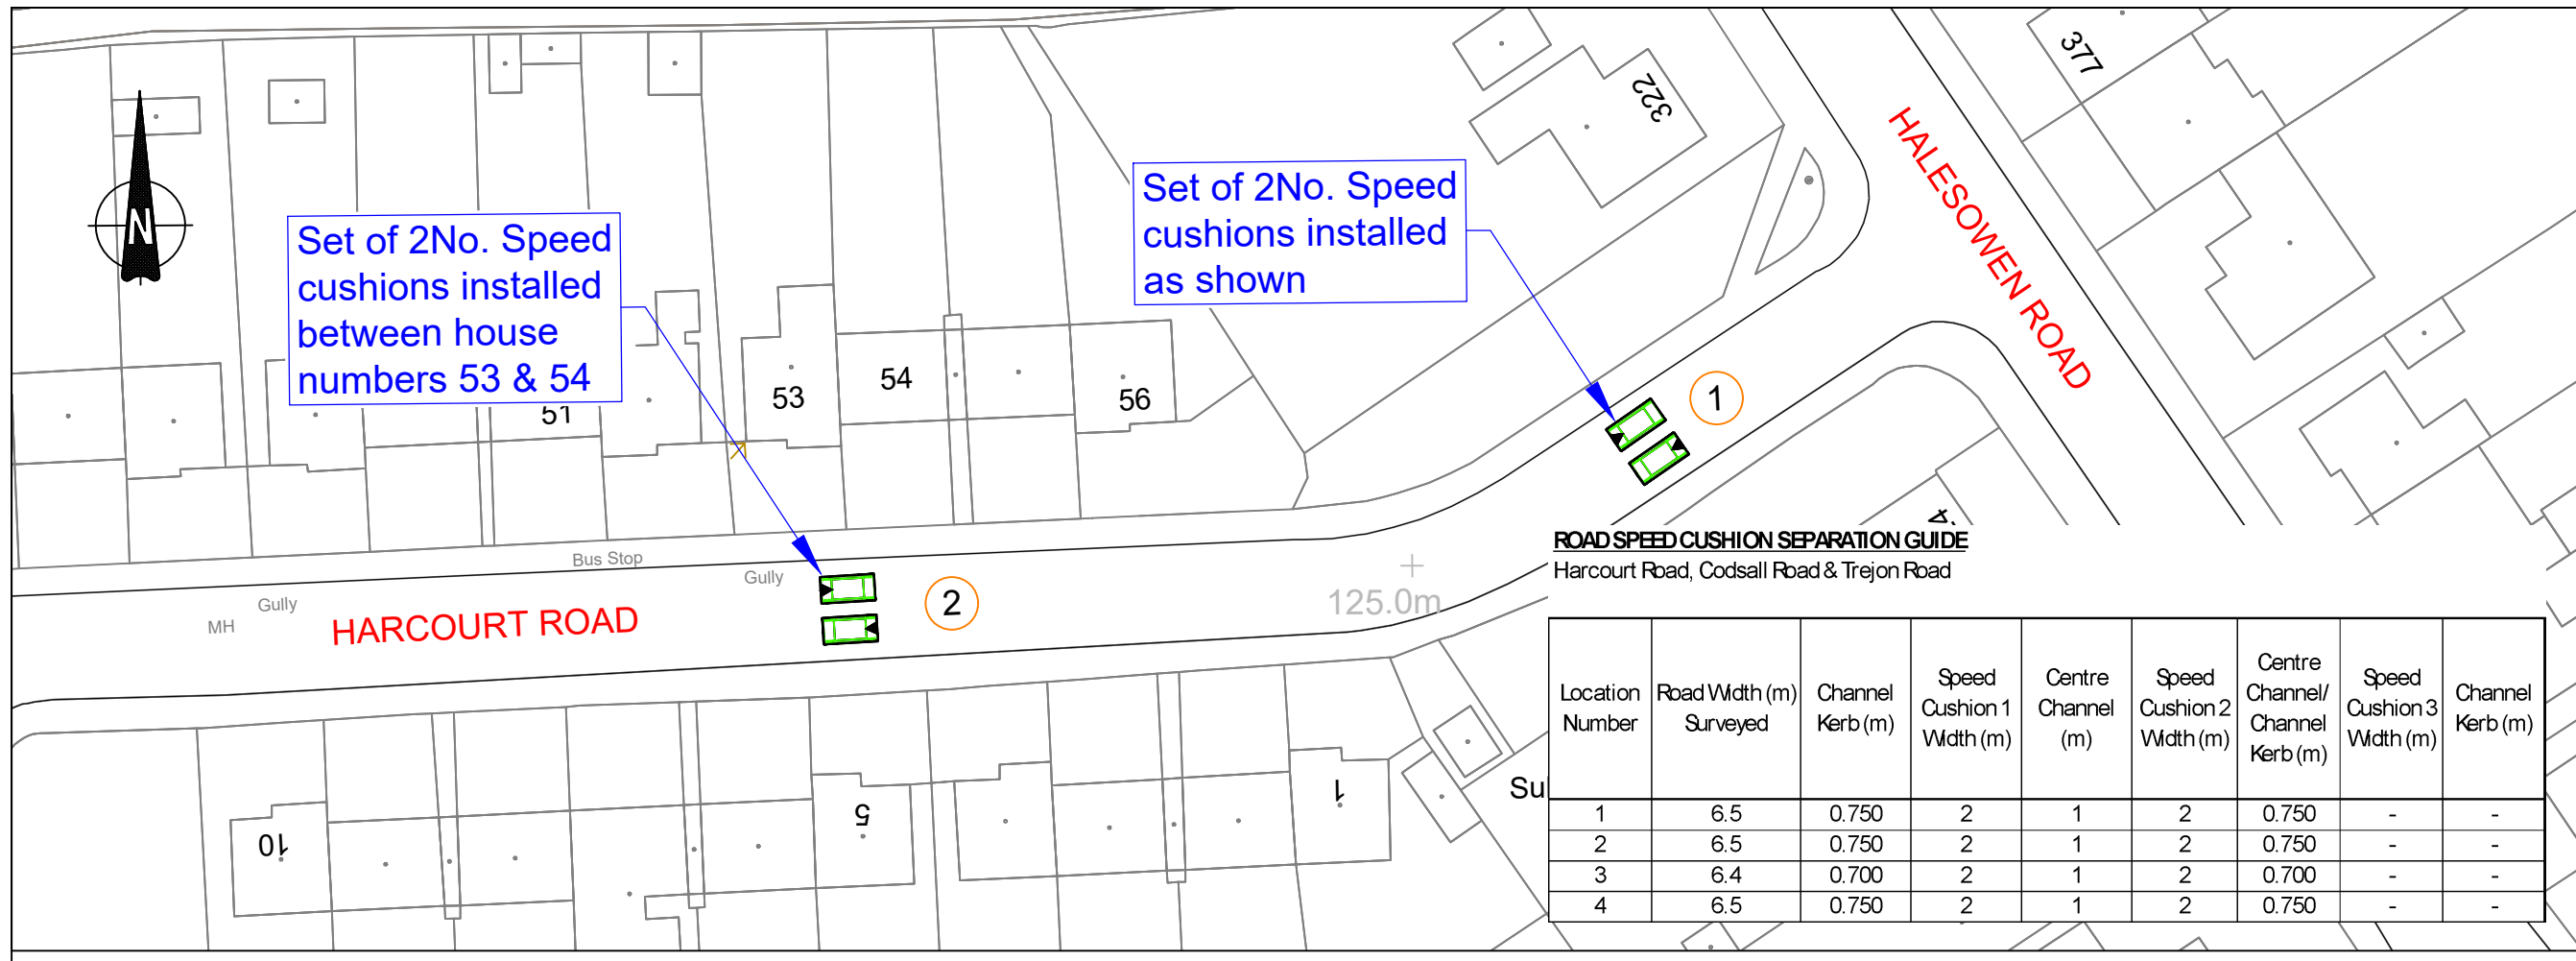 377
322
HALESOWEN ROAD
N
Set of 2No. Speed
cushions installed
as shown
Set of 2No. Speed
cushions installed
between house
numbers 53 & 54
51
53
54
56
1
2
Bus Stop
Gully
Gully
MH
HARCOURT ROAD
125.0m
10
5
1
ROAD SPEED CUSHION SEPARATION GUIDE
Harcourt Road, Codsall Road & Trejon Road
Location Number | Road Width (m) Surveyed | Channel Kerb (m) | Speed Cushion 1 Width (m) | Centre Channel (m) | Speed Cushion 2 Width (m) | Centre Channel/ Channel Kerb (m) | Speed Cushion 3 Width (m) | Channel Kerb (m)
1 6.5 0.750 2 1 2 0.750 - -
2 6.5 0.750 2 1 2 0.750 - -
3 6.4 0.700 2 1 2 0.700 - -
4 6.5 0.750 2 1 2 0.750 - -